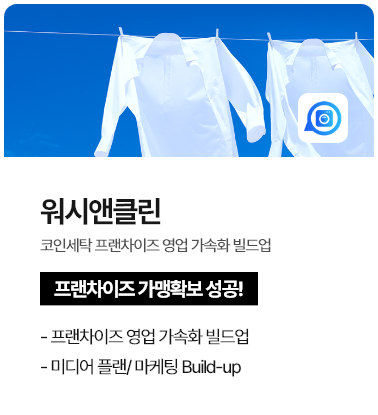 워시앤클린
코인세탁 프랜차이즈 영업 가속화 빌드업
프랜차이즈 가맹확보 성공!
- 프랜차이즈 영업 가속화 빌드업
- 미디어 플랜/ 마케팅 Build-up